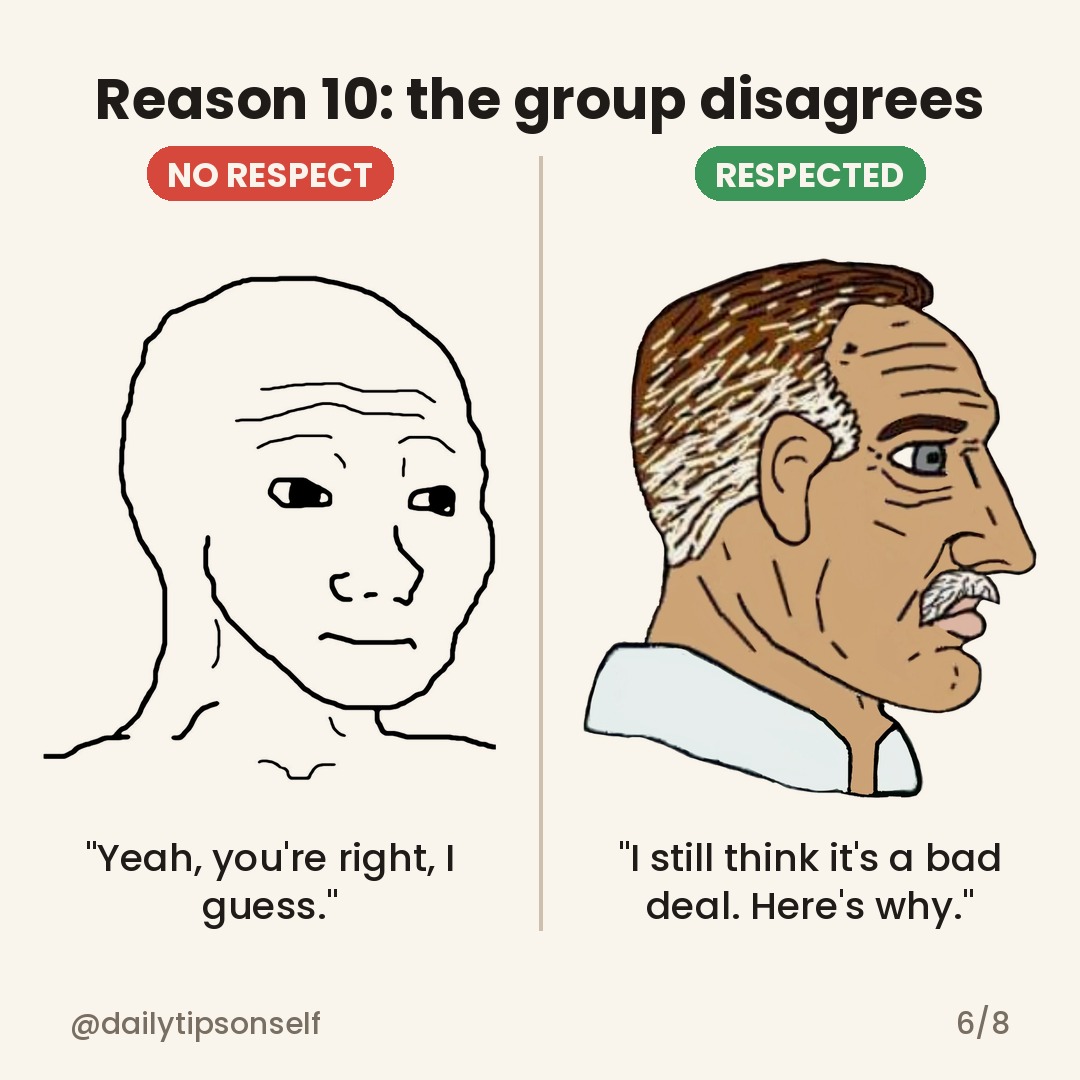 Reason 10: the group disagrees
NO RESPECT
RESPECTED
"Yeah, you're right, I
guess."
"I still think it's a bad
deal. Here's why."
@dailytipsonself
6/8